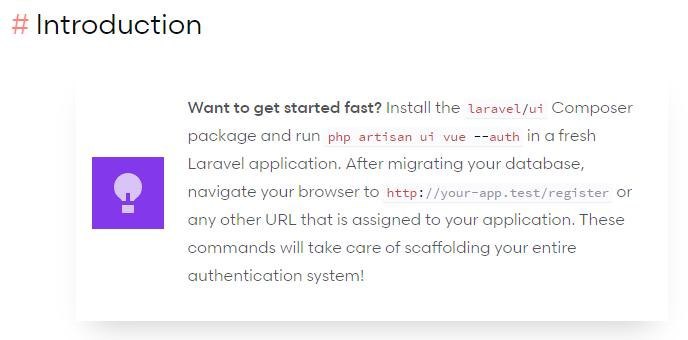 # Introduction
Want to get started fast? Install the laravel/ui Composer
package and run php artisan ui vue --auth in a fresh
Laravel application. After migrating your database,
navigate your browser to http://your-app.test/register or
any other URL that is assigned to your application. These
commands will take care of scaffolding your entire
authentication system!